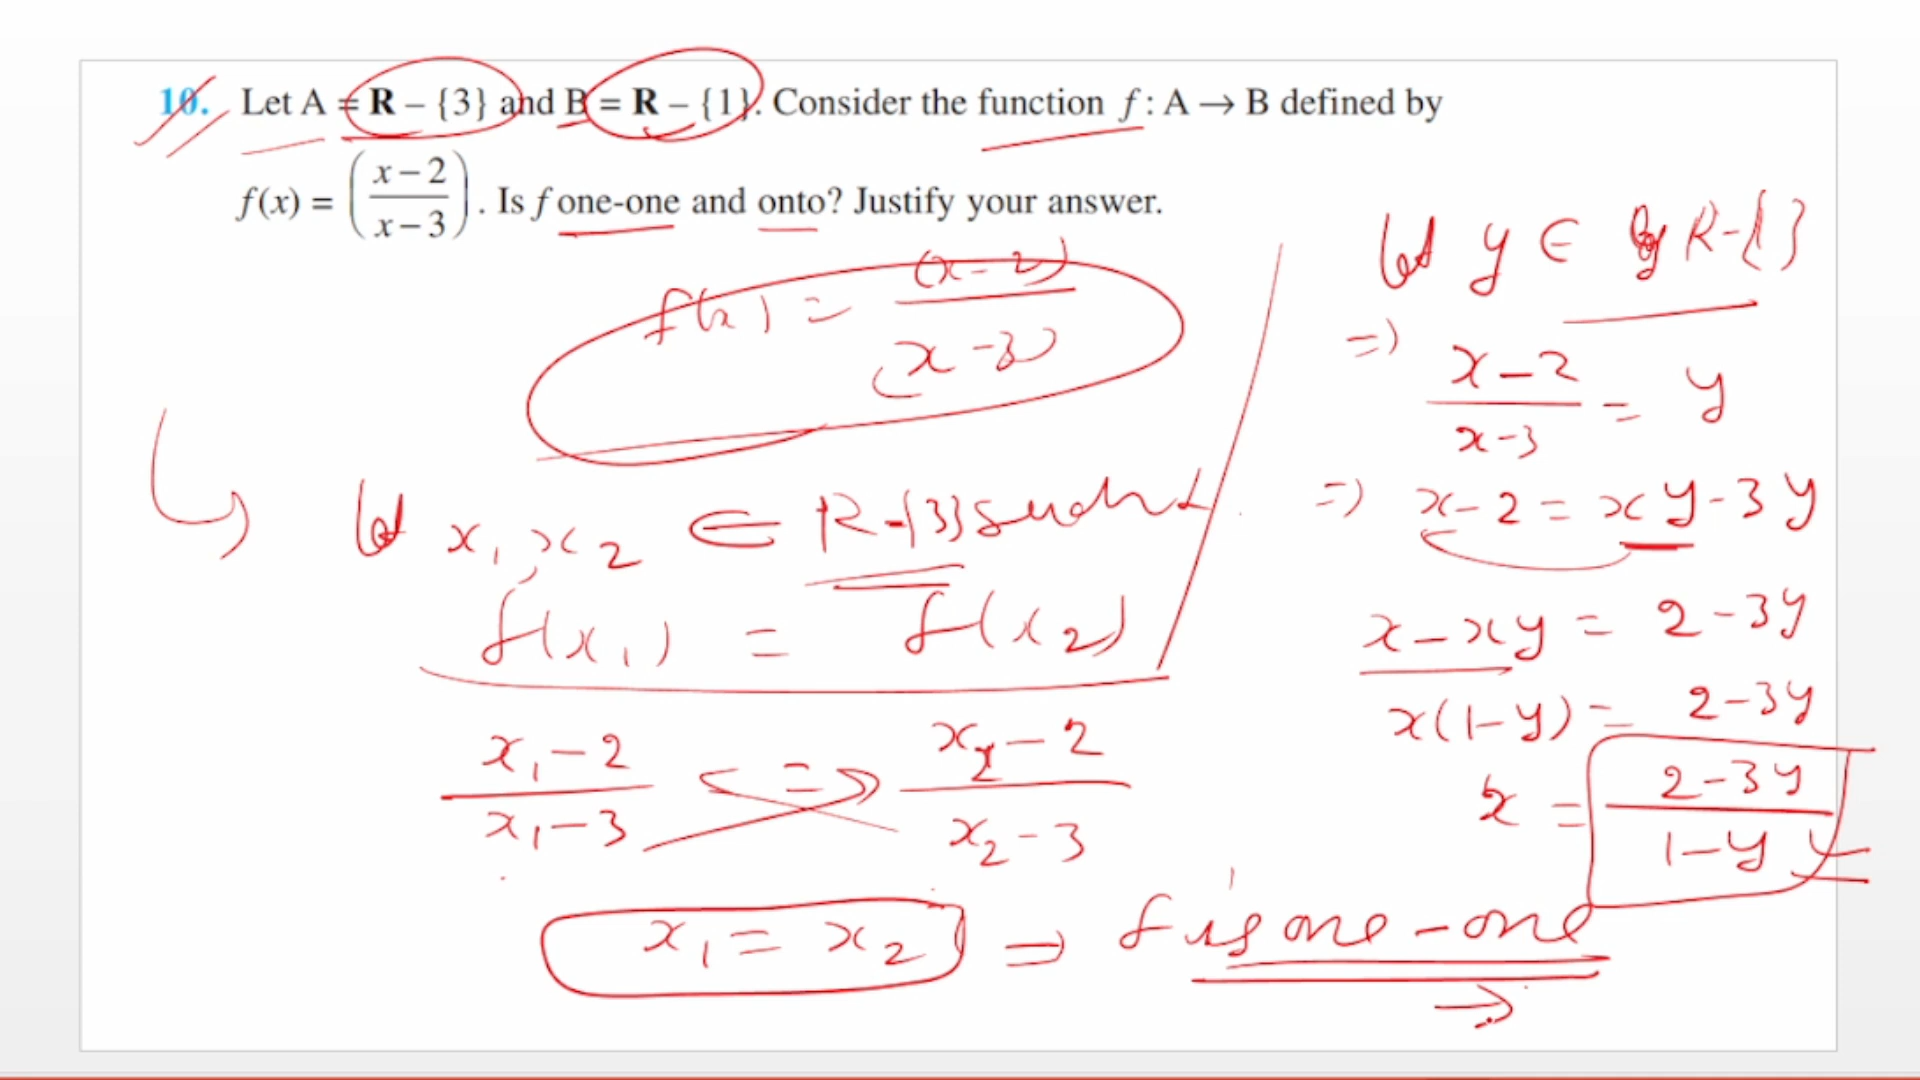 10. Let A = R – {3} and B = R – {1}. Consider the function f : A → B defined by
f(x) = (x – 2 / x – 3). Is f one-one and onto? Justify your answer.
f(x) = (x - 2) / (x - 3)
let x₁, x₂ ∈ R-{3} such that
f(x₁) = f(x₂)
x₁ - 2 / x₁ - 3 = x₂ - 2 / x₂ - 3
x₁ = x₂ ⇒ f is one-one
let y ∈ R-{1}
⇒ x - 2 / x - 3 = y
⇒ x - 2 = xy - 3y
x - xy = 2 - 3y
x(1 - y) = 2 - 3y
x = 2 - 3y / 1 - y